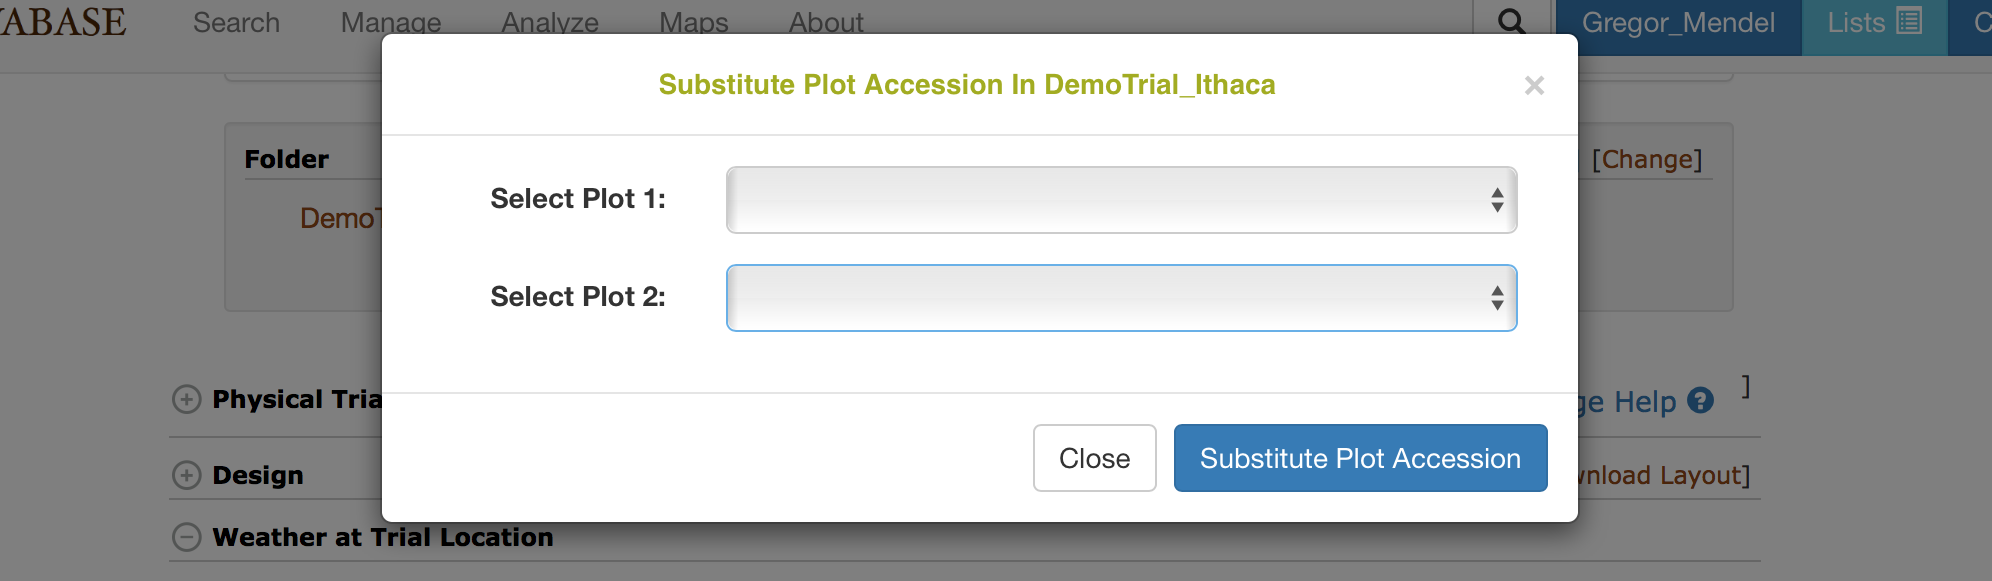 ABASE Search Manage Analyze Maps About Gregor_Mendel Lists C
Substitute Plot Accession In DemoTrial_Ithaca ×
Folder [Change]
Select Plot 1:
DemoT
Select Plot 2:
Physical Tria ge Help ? ]
Close Substitute Plot Accession
Design wnload Layout]
Weather at Trial Location